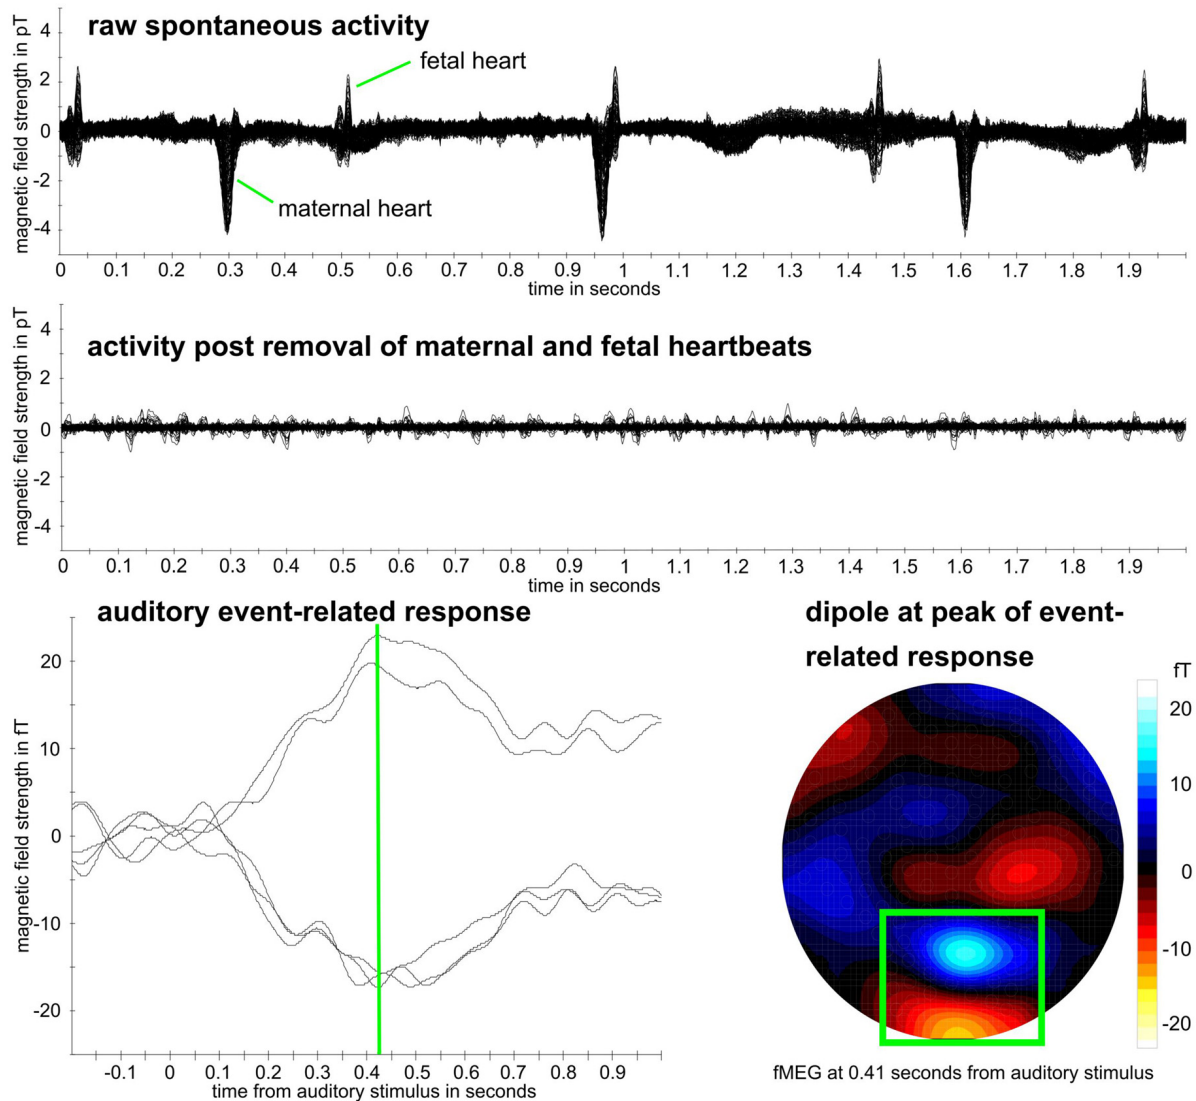 raw spontaneous activity
magnetic field strength in pT
4
2
0
-2
-4
fetal heart
maternal heart
0 0.1 0.2 0.3 0.4 0.5 0.6 0.7 0.8 0.9 1 1.1 1.2 1.3 1.4 1.5 1.6 1.7 1.8 1.9
time in seconds
activity post removal of maternal and fetal heartbeats
magnetic field strength in pT
4
2
0
-2
-4
0 0.1 0.2 0.3 0.4 0.5 0.6 0.7 0.8 0.9 1 1.1 1.2 1.3 1.4 1.5 1.6 1.7 1.8 1.9
time in seconds
auditory event-related response
magnetic field strength in fT
20
10
0
-10
-20
-0.1 0 0.1 0.2 0.3 0.4 0.5 0.6 0.7 0.8 0.9
time from auditory stimulus in seconds
dipole at peak of event-
related response
fT
20
10
0
-10
-20
fMEG at 0.41 seconds from auditory stimulus